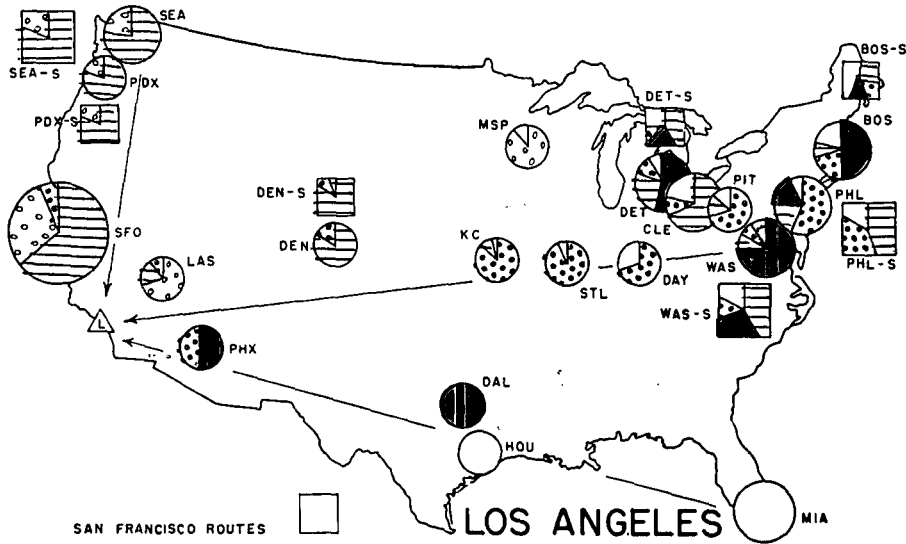 SEA
SEA-S
BOS-S
PDX
DET-S
BOS
PDX-S
MSP
PIT
DEN-S
DET
PHL
CLE
SFO
DEN
KC
WAS
PHL-S
LAS
STL
DAY
WAS-S
L
PHX
DAL
HOU
SAN FRANCISCO ROUTES
LOS ANGELES
MIA